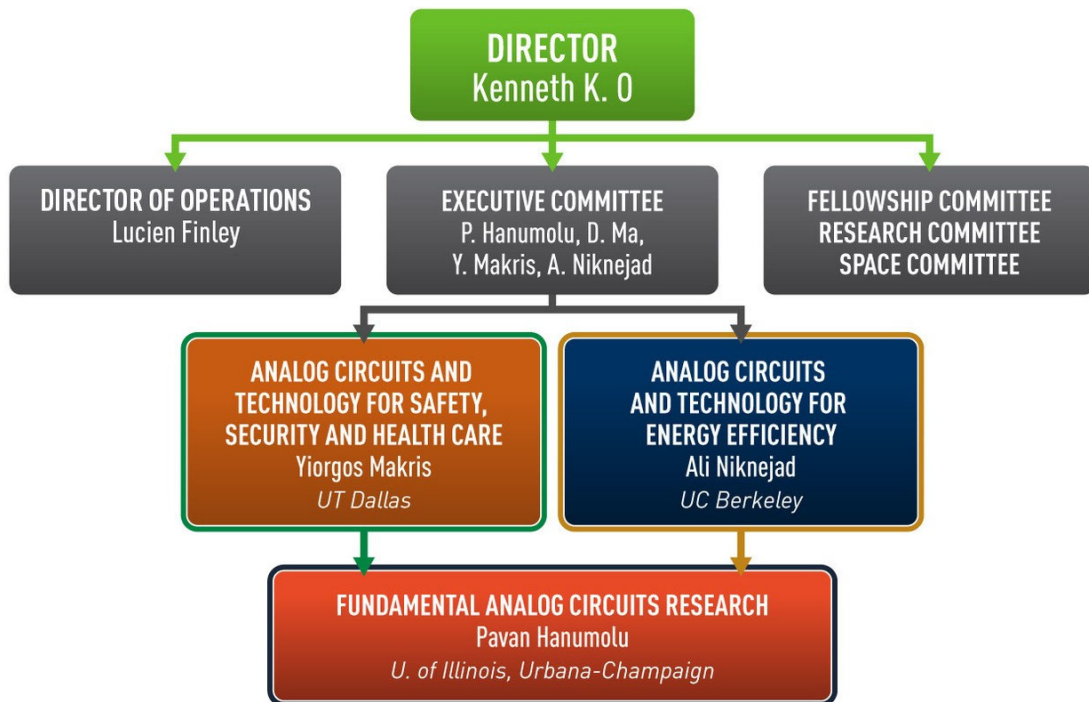 DIRECTOR
Kenneth K. O
DIRECTOR OF OPERATIONS
Lucien Finley
EXECUTIVE COMMITTEE
P. Hanumolu, D. Ma,
Y. Makris, A. Niknejad
FELLOWSHIP COMMITTEE
RESEARCH COMMITTEE
SPACE COMMITTEE
ANALOG CIRCUITS AND
TECHNOLOGY FOR SAFETY,
SECURITY AND HEALTH CARE
Yiorgos Makris
UT Dallas
ANALOG CIRCUITS
AND TECHNOLOGY FOR
ENERGY EFFICIENCY
Ali Niknejad
UC Berkeley
FUNDAMENTAL ANALOG CIRCUITS RESEARCH
Pavan Hanumolu
U. of Illinois, Urbana-Champaign